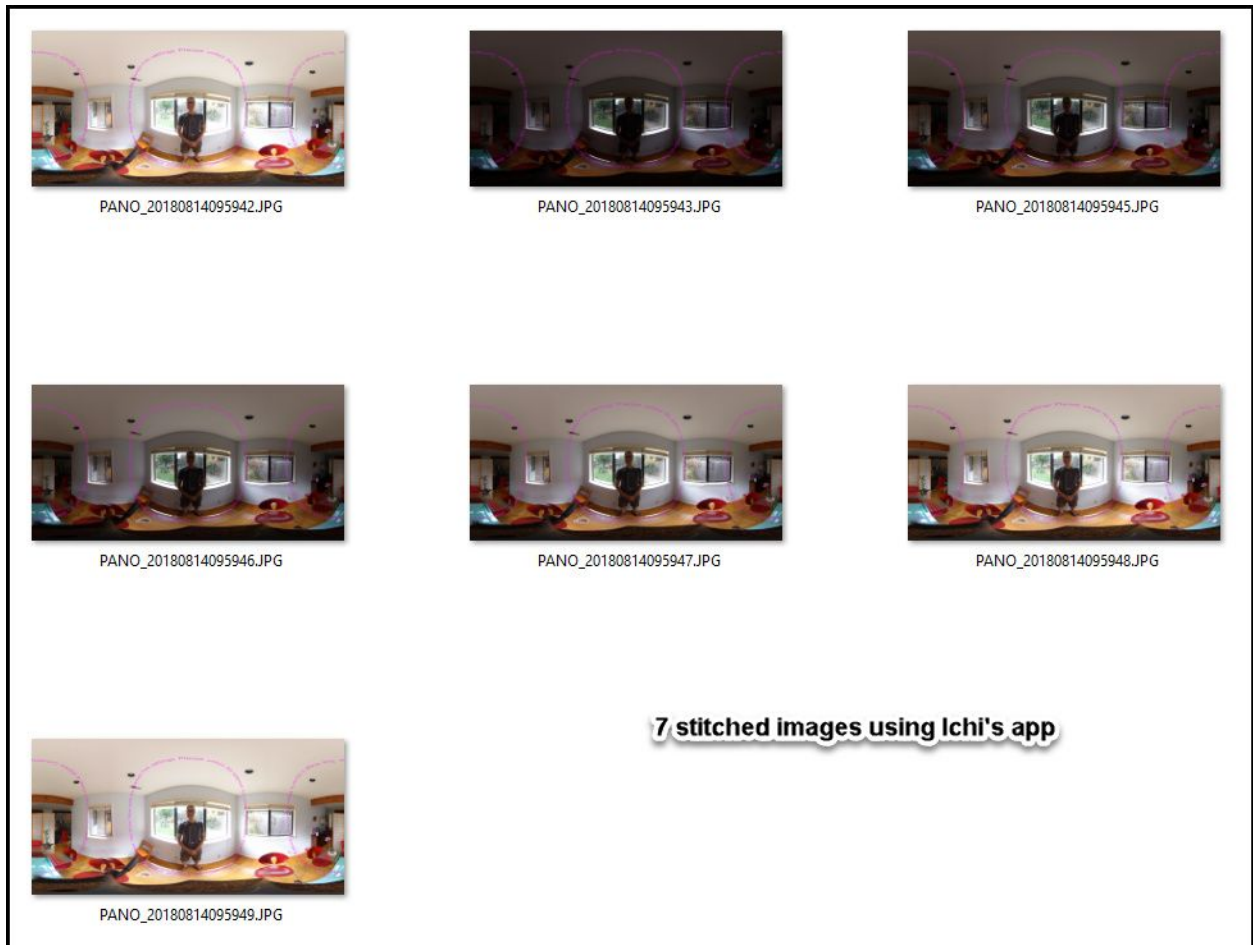 PANO_20180814095942.JPG
PANO_20180814095943.JPG
PANO_20180814095945.JPG
PANO_20180814095946.JPG
PANO_20180814095947.JPG
PANO_20180814095948.JPG
7 stitched images using Ichi's app
PANO_20180814095949.JPG